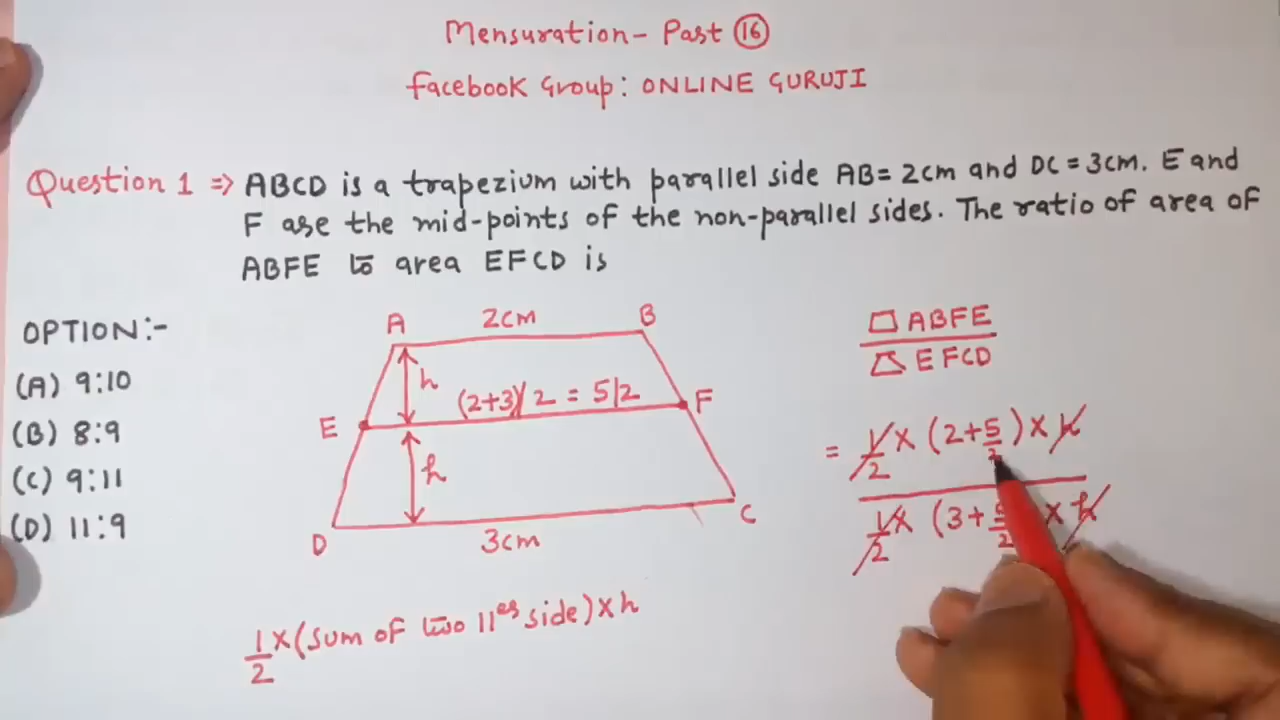 Mensuration- Part 16
Facebook Group: ONLINE GURUJI
Question 1 => ABCD is a trapezium with parallel side AB= 2cm and DC = 3cm. E and
F are the mid-points of the non-parallel sides. The ratio of area of
ABFE to area EFCD is
OPTION:-
(A) 9:10
(B) 8:9
(C) 9:11
(D) 11:9
A 2cm B
h
(2+3)/2 = 5/2
E F
h
D 3cm C
1/2 x (sum of two 11es side) x h
□ ABFE
EFCD
= 1/2 x (2+5/2) x h
1/2 x (3+5/2 x h